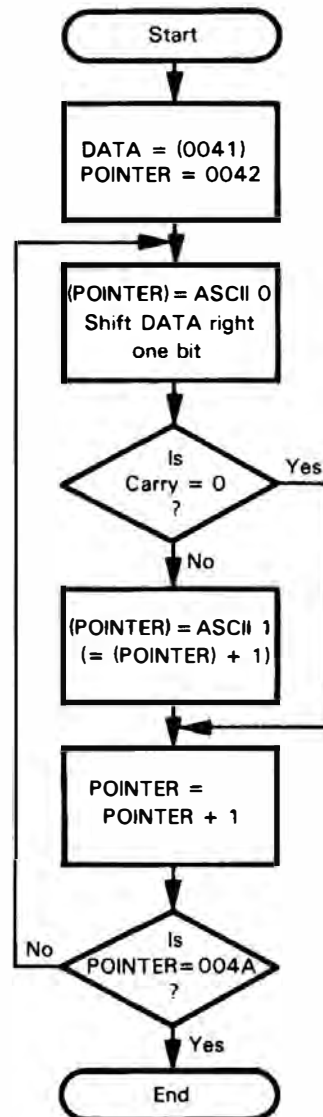 Start
DATA = (0041)
POINTER = 0042
(POINTER) = ASCII 0
Shift DATA right
one bit
Is
Carry = 0
?
Yes
No
(POINTER) = ASCII 1
(= (POINTER) + 1)
POINTER =
POINTER + 1
Is
POINTER = 004A
?
No
Yes
End